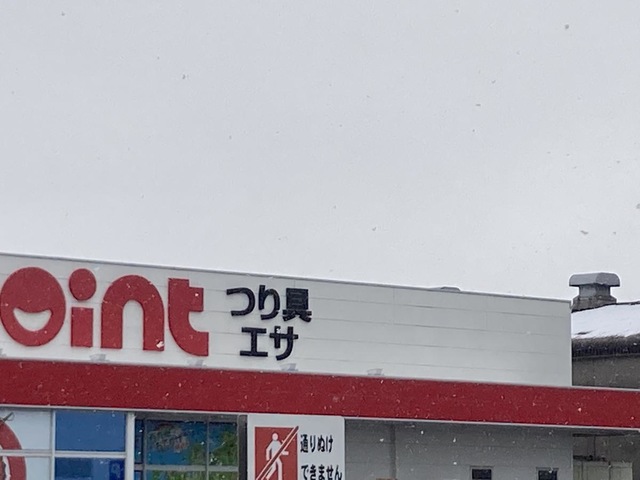 oint
つり具
エサ
通りぬけ
できません